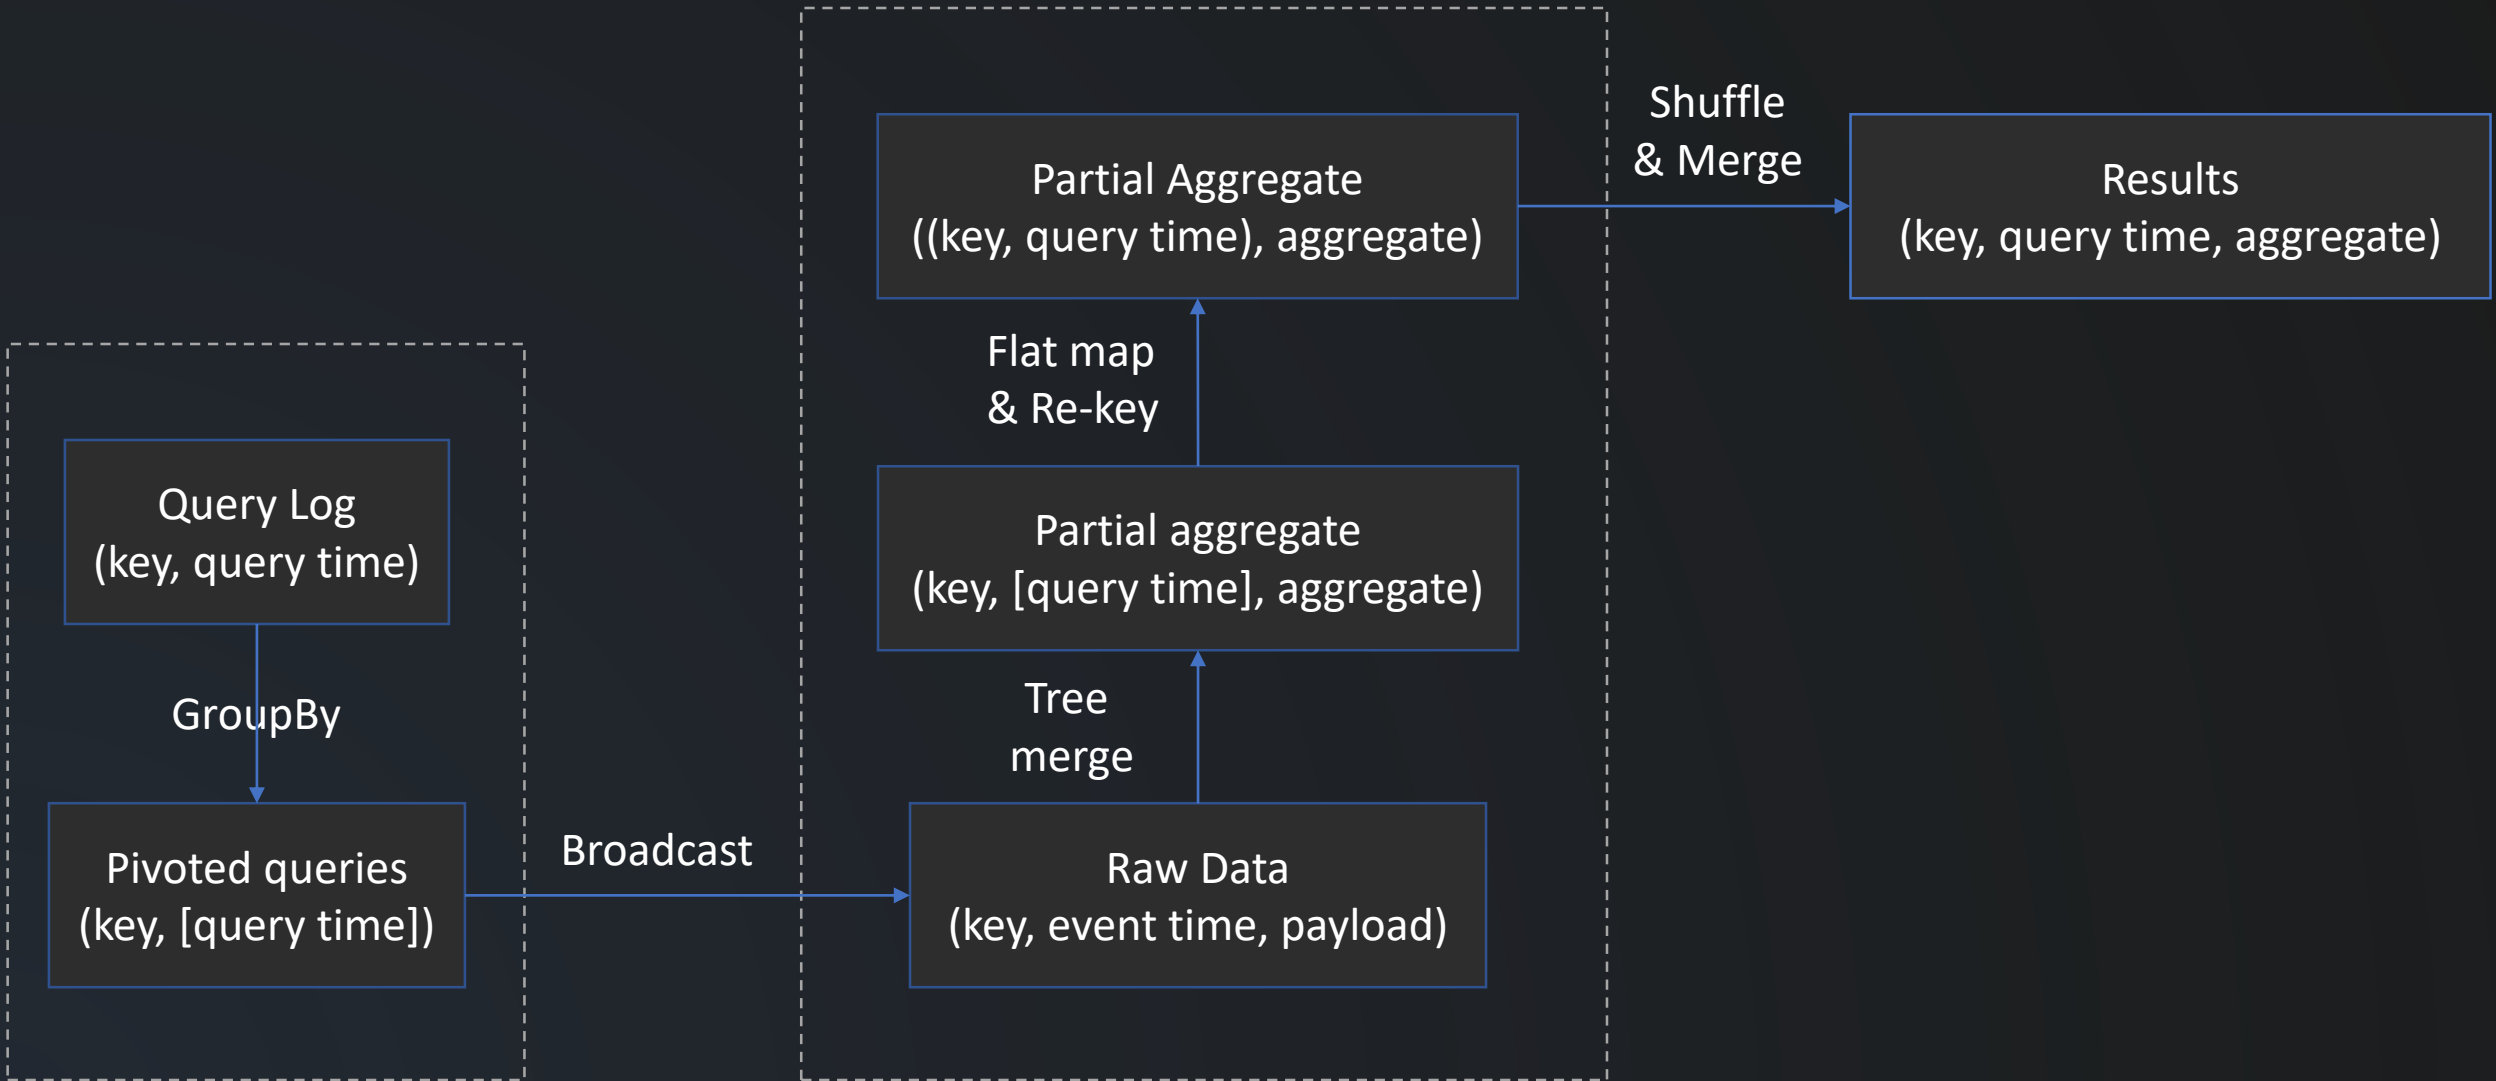 Query Log
(key, query time)
GroupBy
Pivoted queries
(key, [query time])
Broadcast
Raw Data
(key, event time, payload)
Tree
merge
Partial aggregate
(key, [query time], aggregate)
Flat map
& Re-key
Partial Aggregate
((key, query time), aggregate)
Shuffle
& Merge
Results
(key, query time, aggregate)